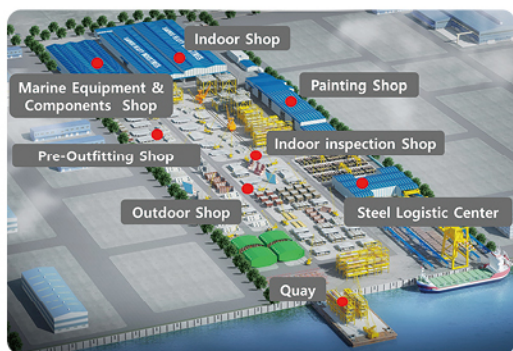 Indoor Shop
Marine Equipment &
Components Shop
Painting Shop
Pre-Outfitting Shop
Indoor inspection Shop
Outdoor Shop
Steel Logistic Center
Quay